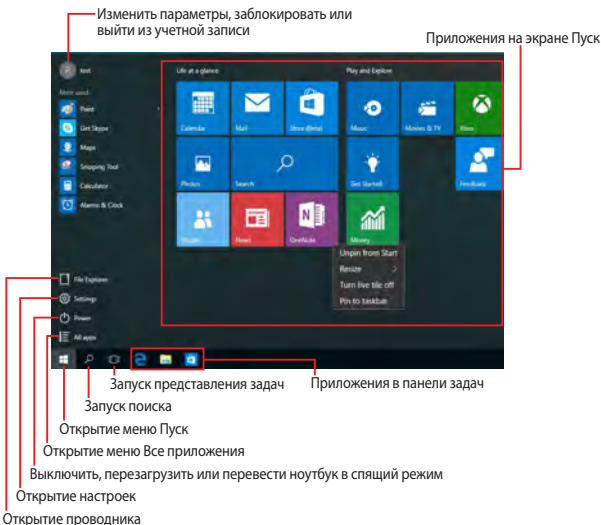 Изменить параметры, заблокировать или
выйти из учетной записи
Приложения на экране Пуск
test
Life at a glance
Play and Explore
Most used
Paint
Get Skype
Maps
Snipping Tool
Calculator
Alarms & Clock
Calendar
Mail
Store (Beta)
Music
Movies & TV
Xbox
Photos
Search
Get Started
Feedback
People
News
OneNote
Money
Unpin from Start
Resize
Turn live tile off
Pin to taskbar
File Explorer
Settings
Power
All apps
Запуск представления задач
Приложения в панели задач
Запуск поиска
Открытие меню Пуск
Открытие меню Все приложения
Выключить, перезагрузить или перевести ноутбук в спящий режим
Открытие настроек
Открытие проводника